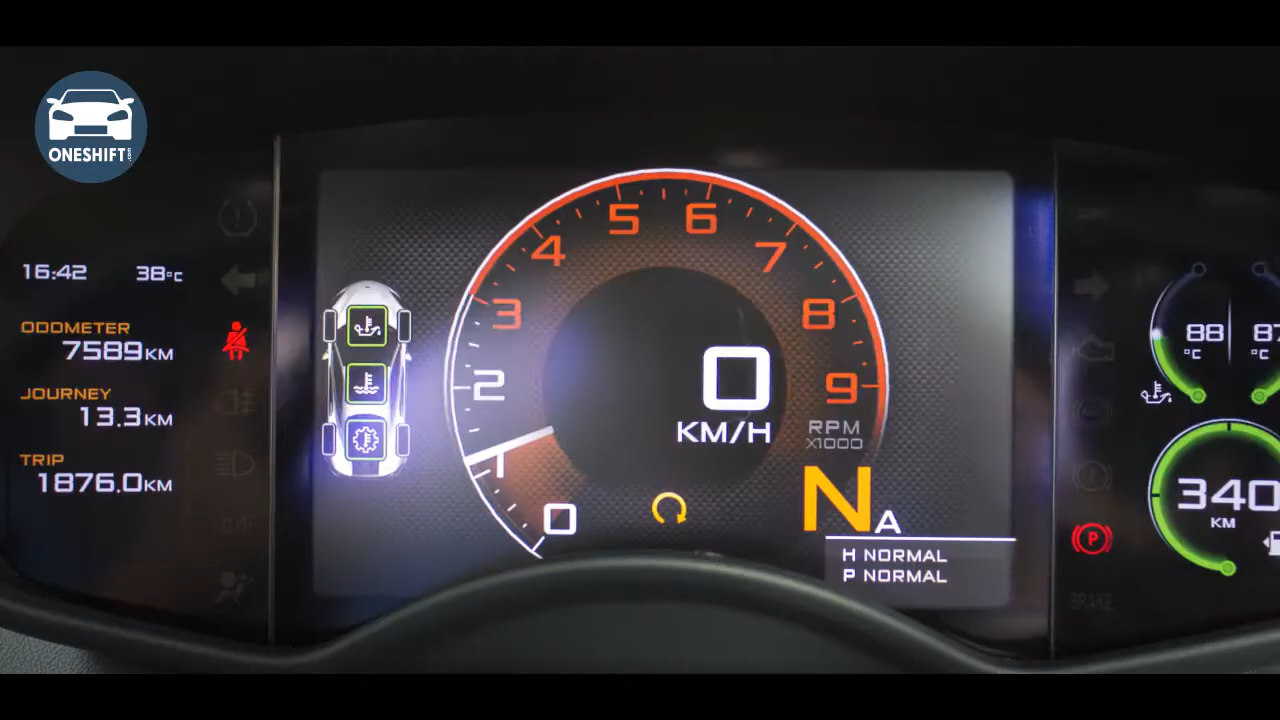 ONESHIFT.com
16:42 38°C
ODOMETER
7589KM
JOURNEY
13.3KM
TRIP
1876.0KM
0
1
2
3
4
5
6
7
8
9
RPM
X1000
0
KM/H
N A
H NORMAL
P NORMAL
88 87
°C °C
340
KM
P
BRAKE